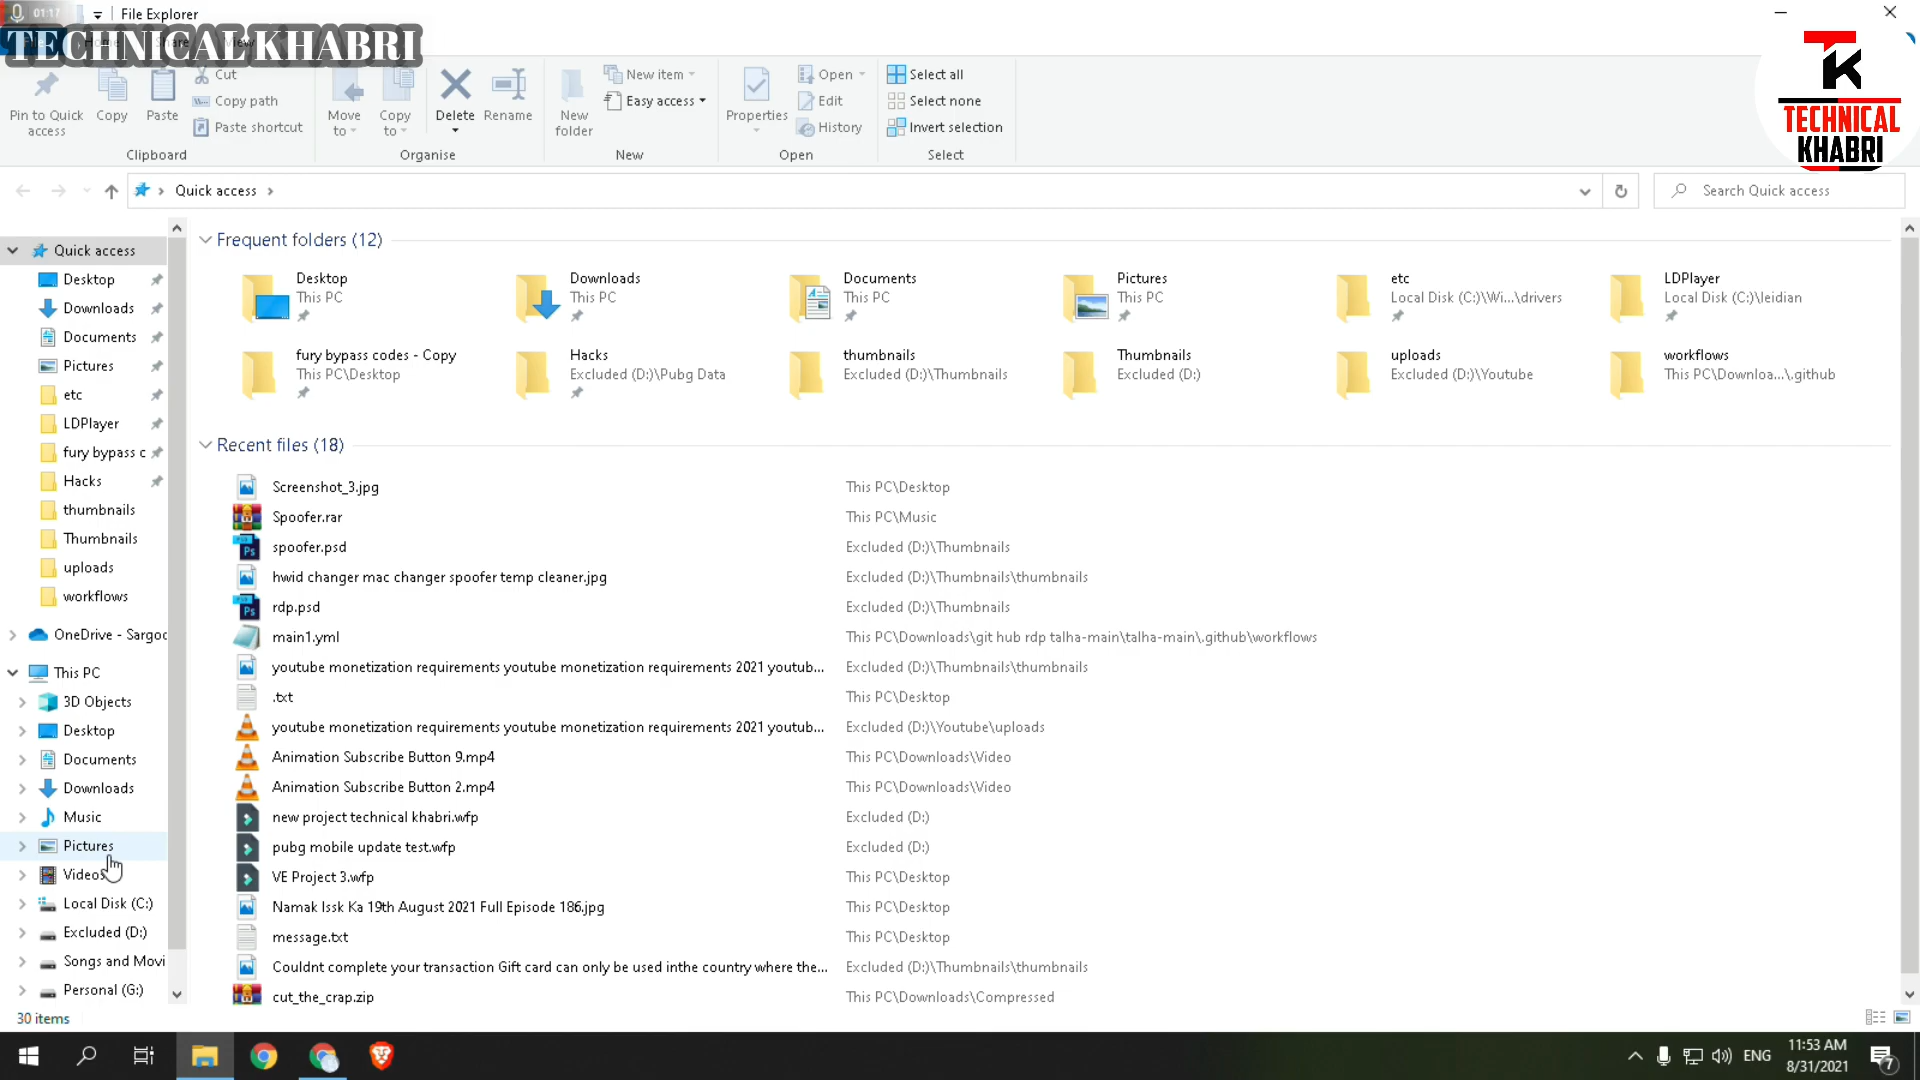 01:17
File Explorer
TECHNICAL KHABRI
Share
View
Pin to Quick access
Copy
Paste
Cut
Copy path
Paste shortcut
Clipboard
Move to
Copy to
Delete
Rename
Organise
New folder
New item
Easy access
New
Properties
Open
Edit
History
Open
Select all
Select none
Invert selection
Select
TK
TECHNICAL
KHABRI
Quick access
Search Quick access
Quick access
Desktop
Downloads
Documents
Pictures
etc
LDPlayer
fury bypass c
Hacks
thumbnails
Thumbnails
uploads
workflows
OneDrive - Sargo
This PC
3D Objects
Desktop
Documents
Downloads
Music
Pictures
Videos
Local Disk (C:)
Excluded (D:)
Songs and Movi
Personal (G:)
Frequent folders (12)
Desktop
This PC
Downloads
This PC
Documents
This PC
Pictures
This PC
etc
Local Disk (C:)\Wi...\drivers
LDPlayer
Local Disk (C:)\leidian
fury bypass codes - Copy
This PC\Desktop
Hacks
Excluded (D:)\Pubg Data
thumbnails
Excluded (D:)\Thumbnails
Thumbnails
Excluded (D:)
uploads
Excluded (D:)\Youtube
workflows
This PC\Downloa...\.github
Recent files (18)
Screenshot_3.jpg This PC\Desktop
Spoofer.rar This PC\Music
spoofer.psd Excluded (D:)\Thumbnails
hwid changer mac changer spoofer temp cleaner.jpg Excluded (D:)\Thumbnails\thumbnails
rdp.psd Excluded (D:)\Thumbnails
main1.yml This PC\Downloads\git hub rdp talha-main\talha-main\.github\workflows
youtube monetization requirements youtube monetization requirements 2021 youtub... Excluded (D:)\Thumbnails\thumbnails
.txt This PC\Desktop
youtube monetization requirements youtube monetization requirements 2021 youtub... Excluded (D:)\Youtube\uploads
Animation Subscribe Button 9.mp4 This PC\Downloads\Video
Animation Subscribe Button 2.mp4 This PC\Downloads\Video
new project technical khabri.wfp Excluded (D:)
pubg mobile update test.wfp Excluded (D:)
VE Project 3.wfp This PC\Desktop
Namak Issk Ka 19th August 2021 Full Episode 186.jpg This PC\Desktop
message.txt This PC\Desktop
Couldnt complete your transaction Gift card can only be used inthe country where the... Excluded (D:)\Thumbnails\thumbnails
cut_the_crap.zip This PC\Downloads\Compressed
30 items
ENG
11:53 AM
8/31/2021
7